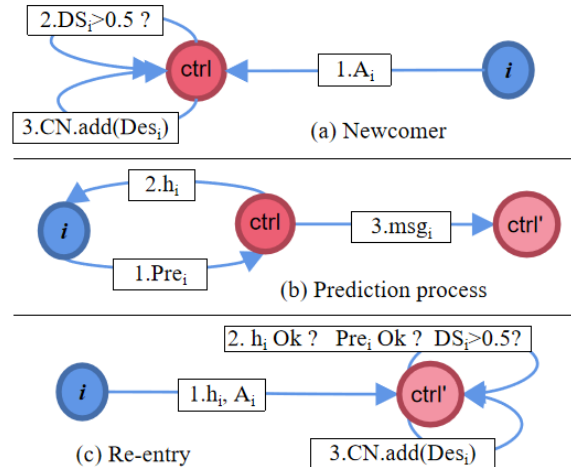 2.DSᵢ>0.5 ?
ctrl
1.Aᵢ
i
3.CN.add(Desᵢ)
(a) Newcomer
2.hᵢ
i
ctrl
3.msgᵢ
ctrl'
1.Preᵢ
(b) Prediction process
2. hᵢ Ok ? Preᵢ Ok ? DSᵢ>0.5?
i
1.hᵢ, Aᵢ
ctrl'
3.CN.add(Desᵢ)
(c) Re-entry